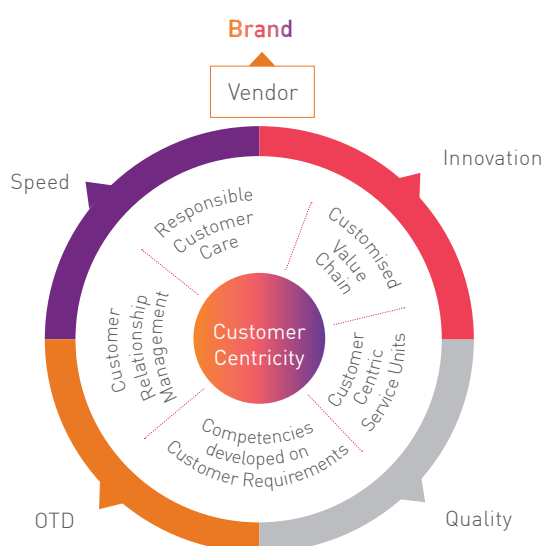 Brand
Vendor
Speed
Innovation
Responsible
Customer
Care
Customised
Value
Chain
Customer
Relationship
Management
Customer
Centricity
Customer
Centric
Service Units
Competencies
developed on
Customer Requirements
OTD
Quality